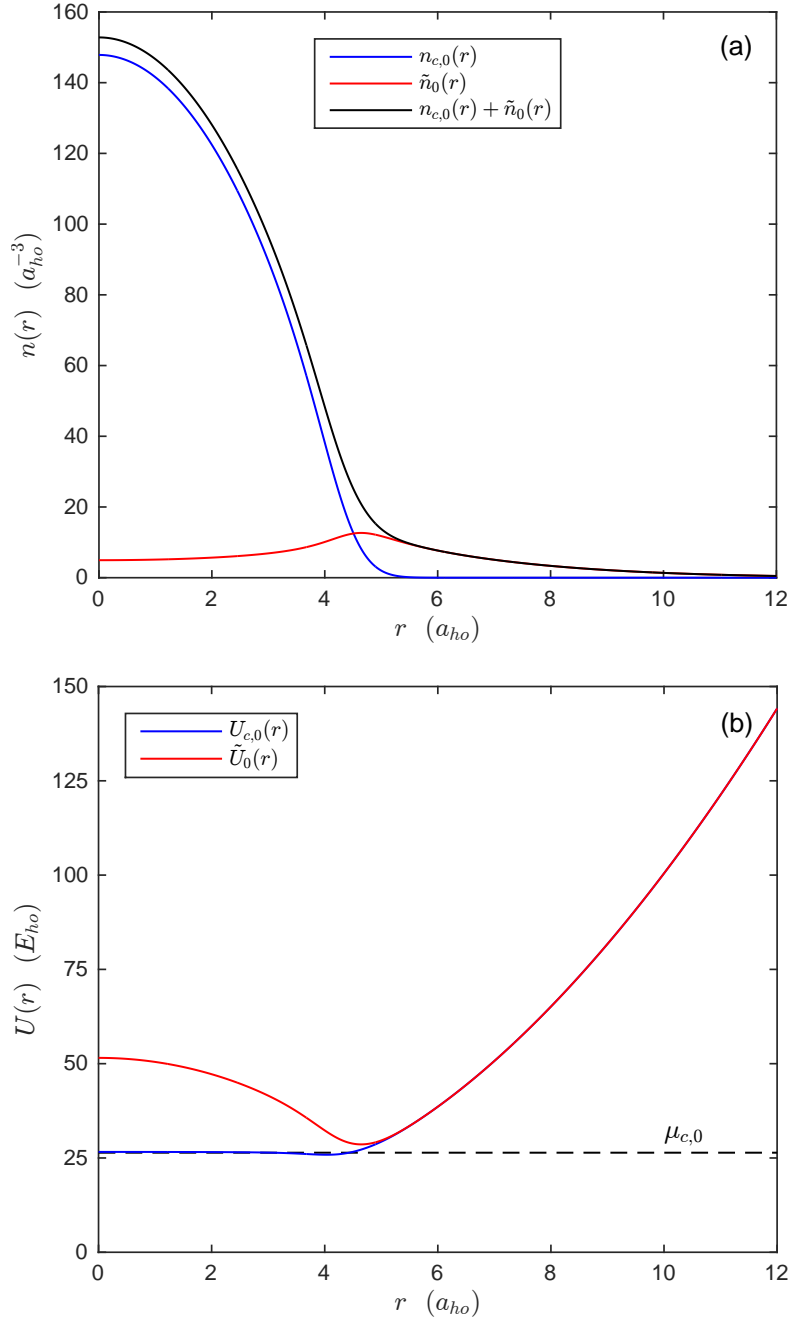 (a)
n_{c,0}(r)
ñ_0(r)
n_{c,0}(r) + ñ_0(r)
160
140
120
100
80
60
40
20
0
n(r) (a_{ho}^{-3})
0 2 4 6 8 10 12
r (a_{ho})
(b)
U_{c,0}(r)
Ũ_0(r)
150
125
100
75
50
25
0
U(r) (E_{ho})
μ_{c,0}
0 2 4 6 8 10 12
r (a_{ho})